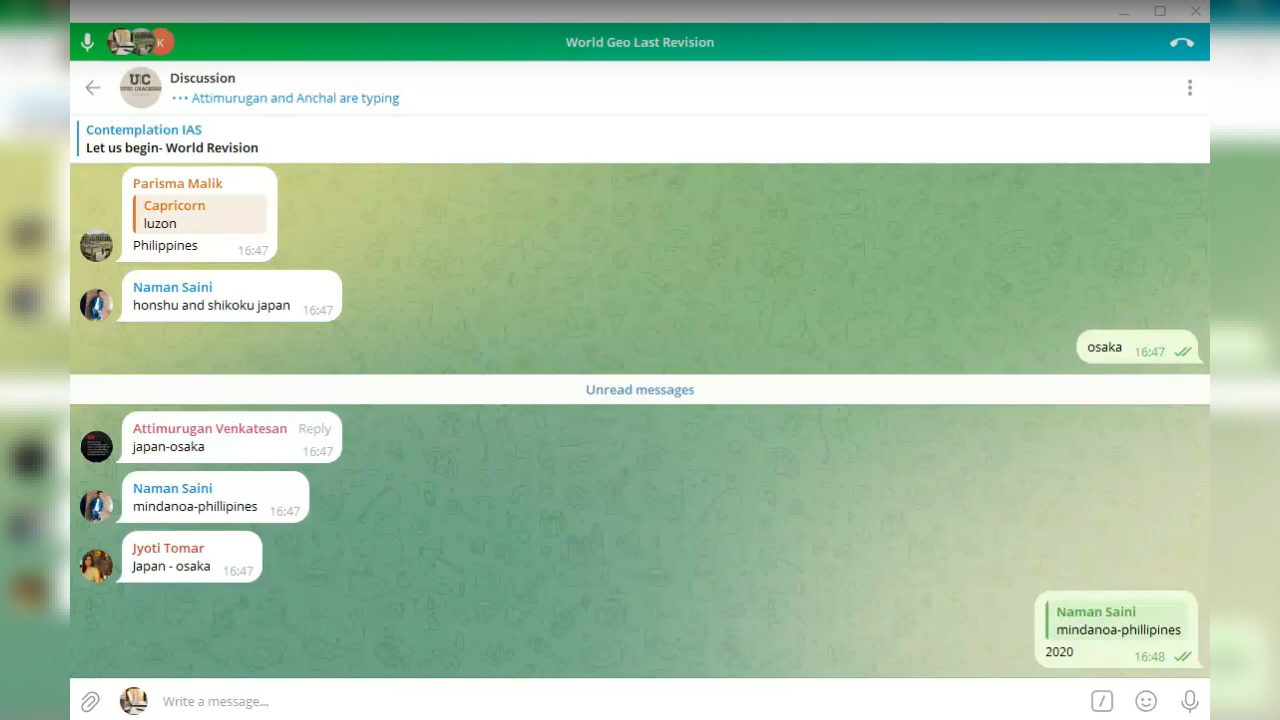 K
World Geo Last Revision
UC
UPSC CRACKERS
Discussion
Attimurugan and Anchal are typing
Contemplation IAS
Let us begin- World Revision
Parisma Malik
Capricorn
luzon
Philippines 16:47
Naman Saini
honshu and shikoku japan 16:47
osaka 16:47
Unread messages
Attimurugan Venkatesan Reply
japan-osaka 16:47
Naman Saini
mindanoa-phillipines 16:47
Jyoti Tomar
Japan - osaka 16:47
Naman Saini
mindanoa-phillipines
2020 16:48
Write a message...